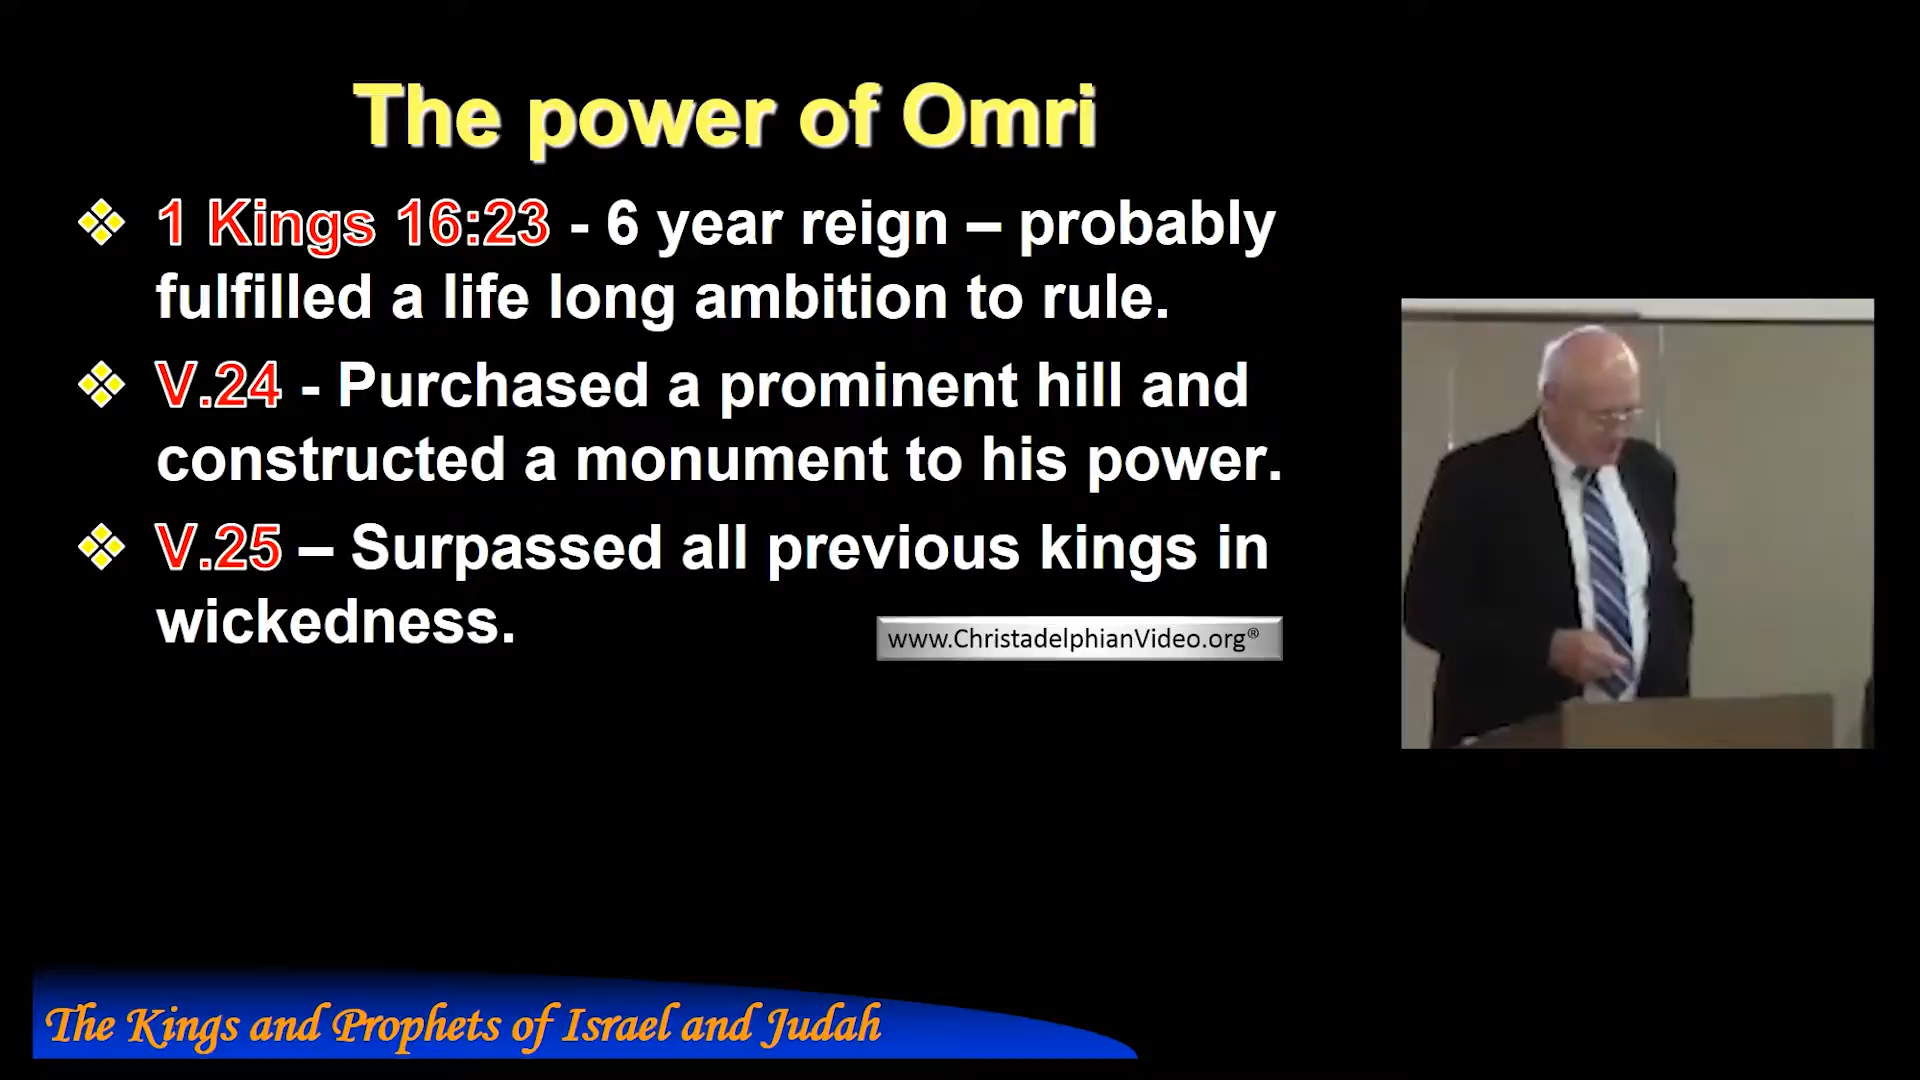 The power of Omri
1 Kings 16:23 - 6 year reign – probably
fulfilled a life long ambition to rule.
V.24 - Purchased a prominent hill and
constructed a monument to his power.
V.25 – Surpassed all previous kings in
wickedness.
www.ChristadelphianVideo.org®
The Kings and Prophets of Israel and Judah